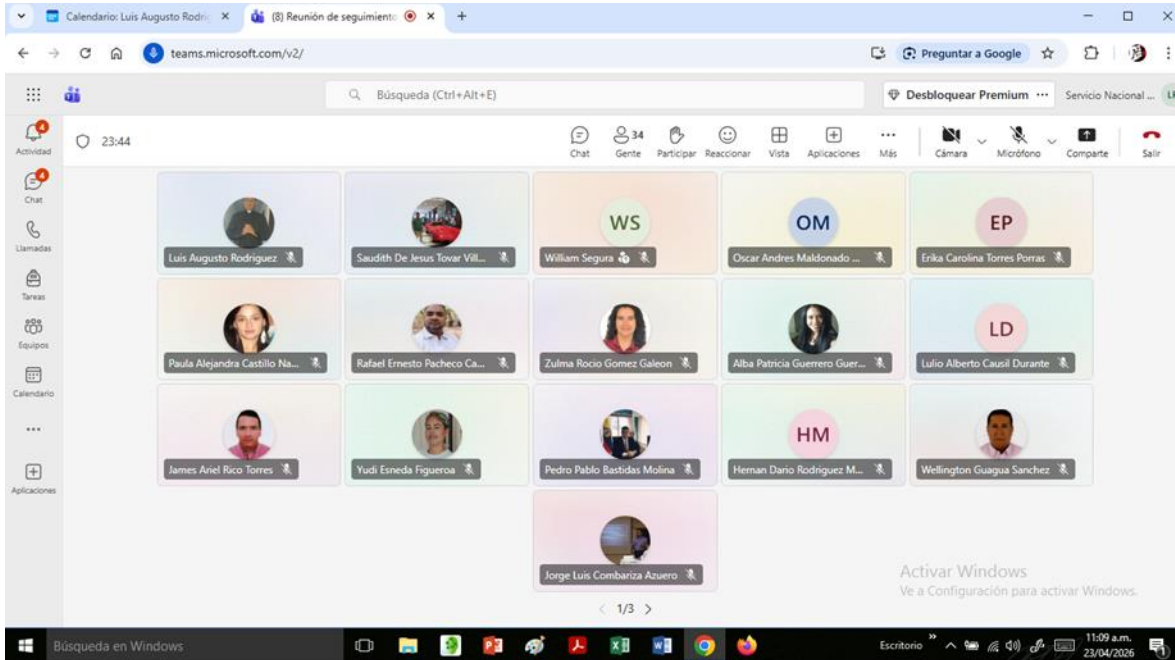 Calendario: Luis Augusto Rodri
(8) Reunión de seguimiento
teams.microsoft.com/v2/
Preguntar a Google
Búsqueda (Ctrl+Alt+E)
Desbloquear Premium ...
Servicio Nacional ...
4
Actividad
4
Chat
Llamadas
Tareas
Equipos
Calendario
Aplicaciones
23:44
Chat
34
Gente
Participar
Reaccionar
Vista
Aplicaciones
Más
Cámara
Micrófono
Comparte
Salir
Luis Augusto Rodriguez
Saudith De Jesus Tovar Vill...
WS
William Segura
OM
Oscar Andres Maldonado ...
EP
Erika Carolina Torres Porras
Paula Alejandra Castillo Na...
Rafael Ernesto Pacheco Ca...
Zulma Rocio Gomez Galeon
Alba Patricia Guerrero Guer...
LD
Lulio Alberto Causil Durante
James Ariel Rico Torres
Yudi Esneda Figueroa
Pedro Pablo Bastidas Molina
HM
Hernan Dario Rodriguez M...
Wellington Guagua Sanchez
Jorge Luis Combariza Azuero
1/3
Activar Windows
Ve a Configuración para activar Windows.
Búsqueda en Windows
Escritorio
11:09 a.m.
23/04/2026